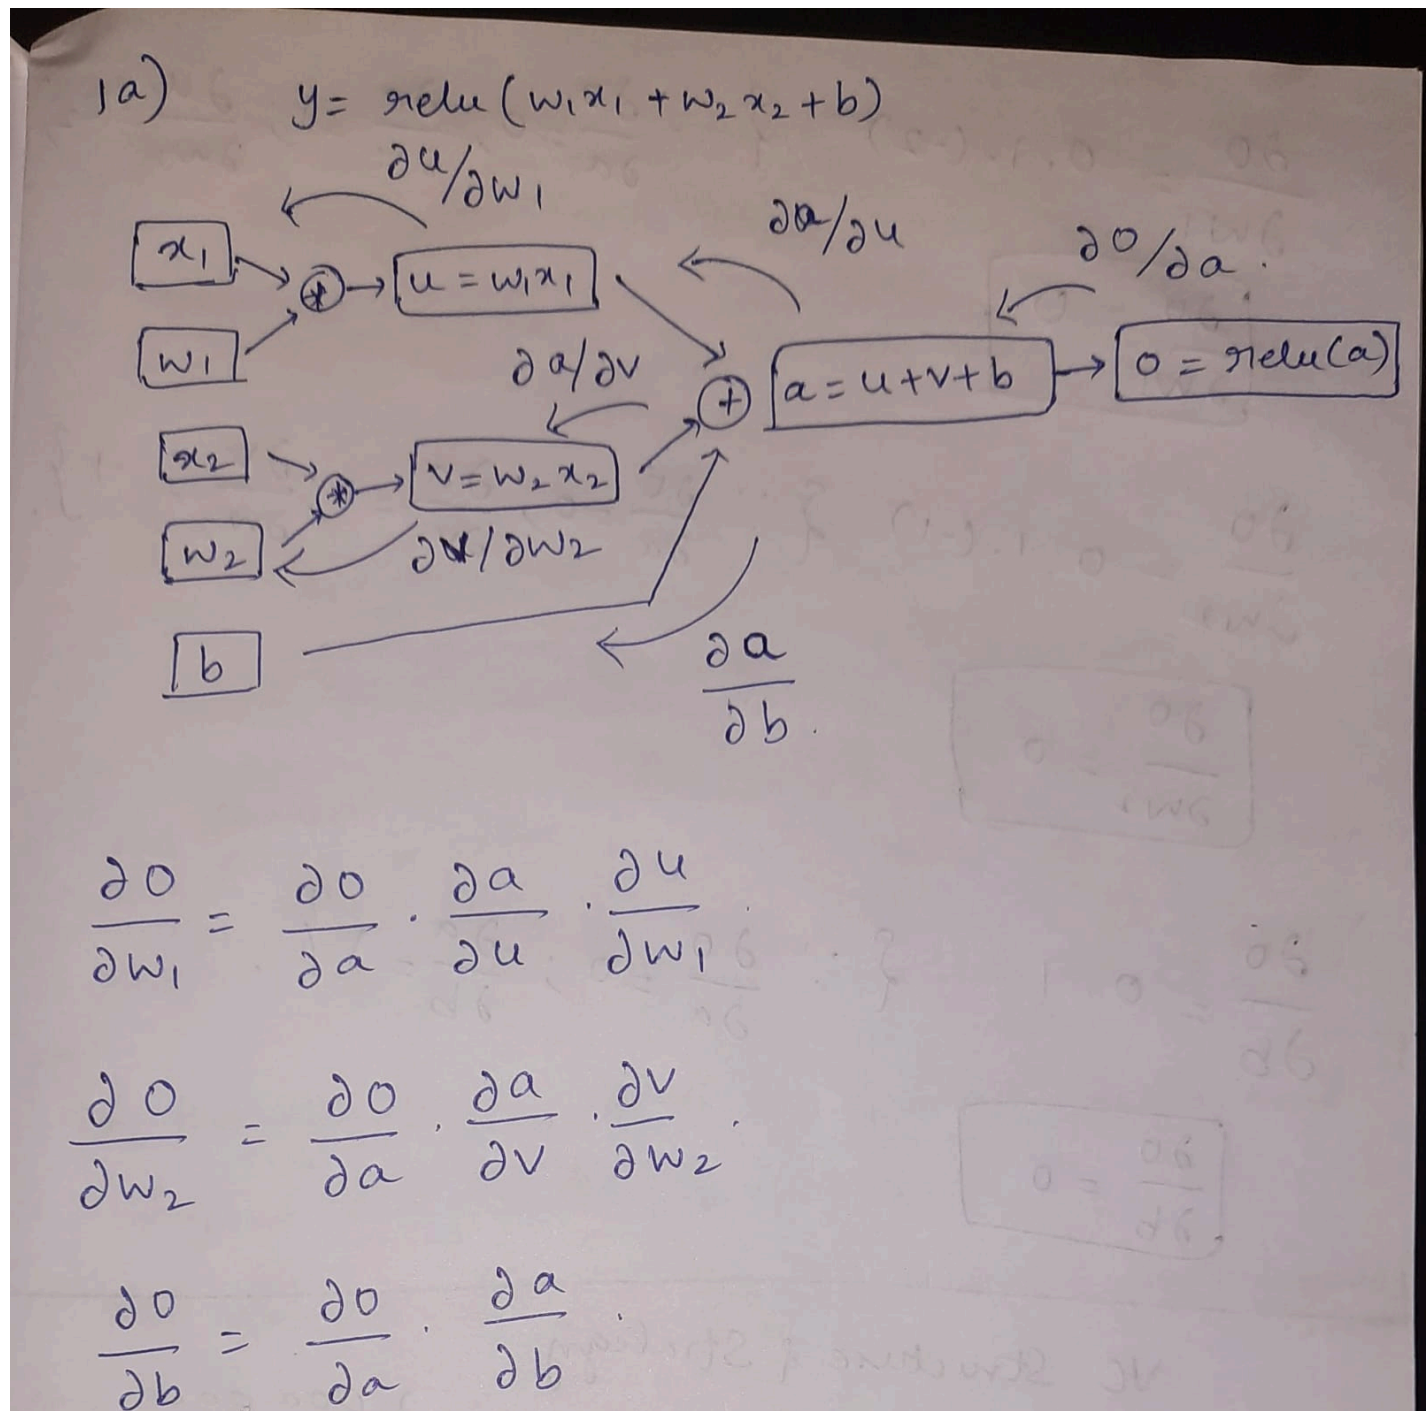 1a) y = relu (w₁x₁ + w₂x₂ + b)
∂u/∂w₁
∂a/∂u
∂o/∂a.
x₁
* → u = w₁x₁
w₁
∂a/∂v
+ a = u+v+b → o = relu(a)
x₂
* → v = w₂x₂
w₂
∂v/∂w₂
b
∂a/∂b.
∂o/∂w₁ = ∂o/∂a . ∂a/∂u . ∂u/∂w₁.
∂o/∂w₂ = ∂o/∂a . ∂a/∂v . ∂v/∂w₂.
∂o/∂b = ∂o/∂a . ∂a/∂b.